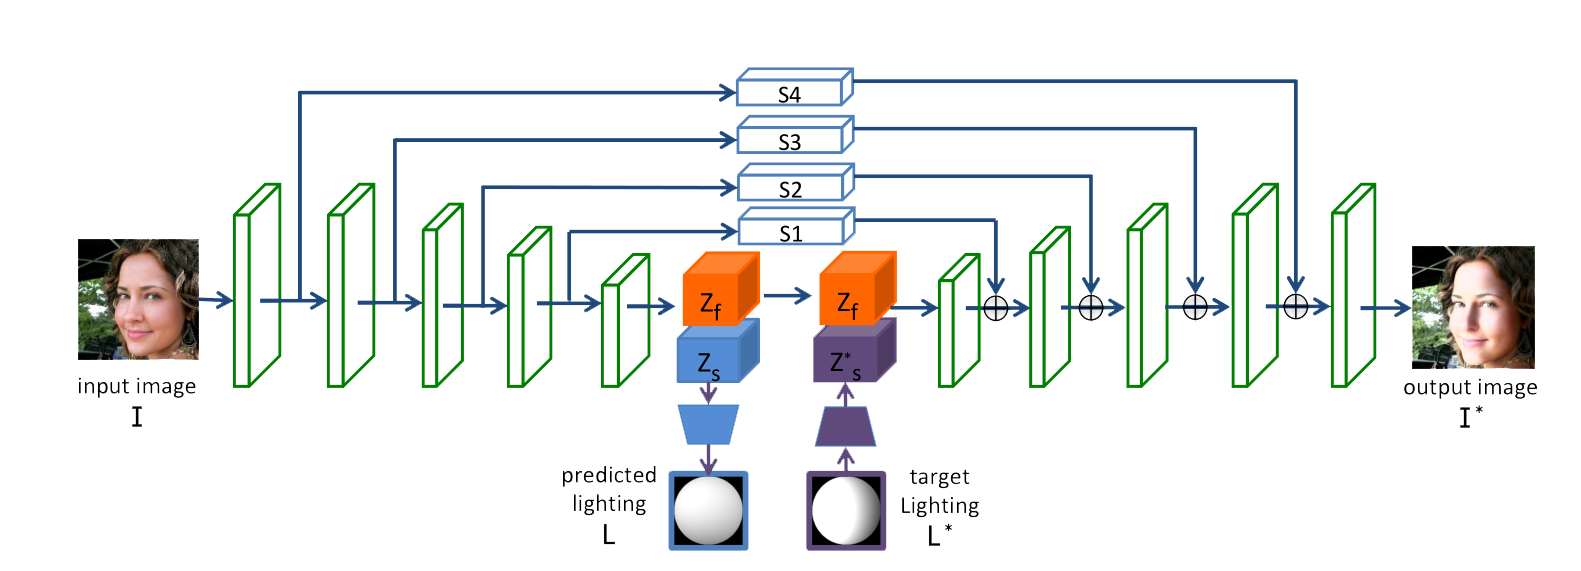 S4
S3
S2
S1
Z_f
Z_f
Z_s
Z*_s
input image
I
output image
I*
predicted
lighting
L
target
Lighting
L*